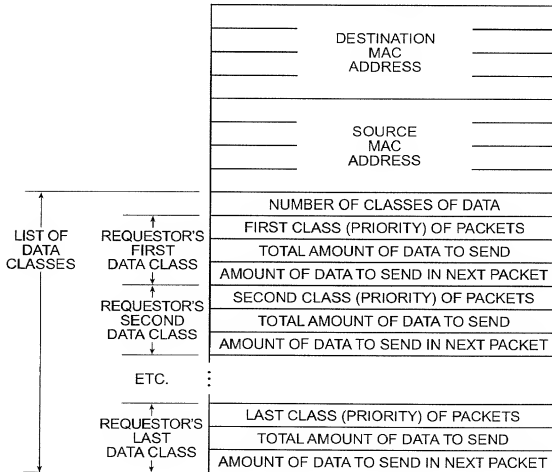 DESTINATION
MAC
ADDRESS
SOURCE
MAC
ADDRESS
LIST OF
DATA
CLASSES
NUMBER OF CLASSES OF DATA
REQUESTOR'S
FIRST
DATA CLASS
FIRST CLASS (PRIORITY) OF PACKETS
TOTAL AMOUNT OF DATA TO SEND
AMOUNT OF DATA TO SEND IN NEXT PACKET
REQUESTOR'S
SECOND
DATA CLASS
SECOND CLASS (PRIORITY) OF PACKETS
TOTAL AMOUNT OF DATA TO SEND
AMOUNT OF DATA TO SEND IN NEXT PACKET
ETC.
REQUESTOR'S
LAST
DATA CLASS
LAST CLASS (PRIORITY) OF PACKETS
TOTAL AMOUNT OF DATA TO SEND
AMOUNT OF DATA TO SEND IN NEXT PACKET